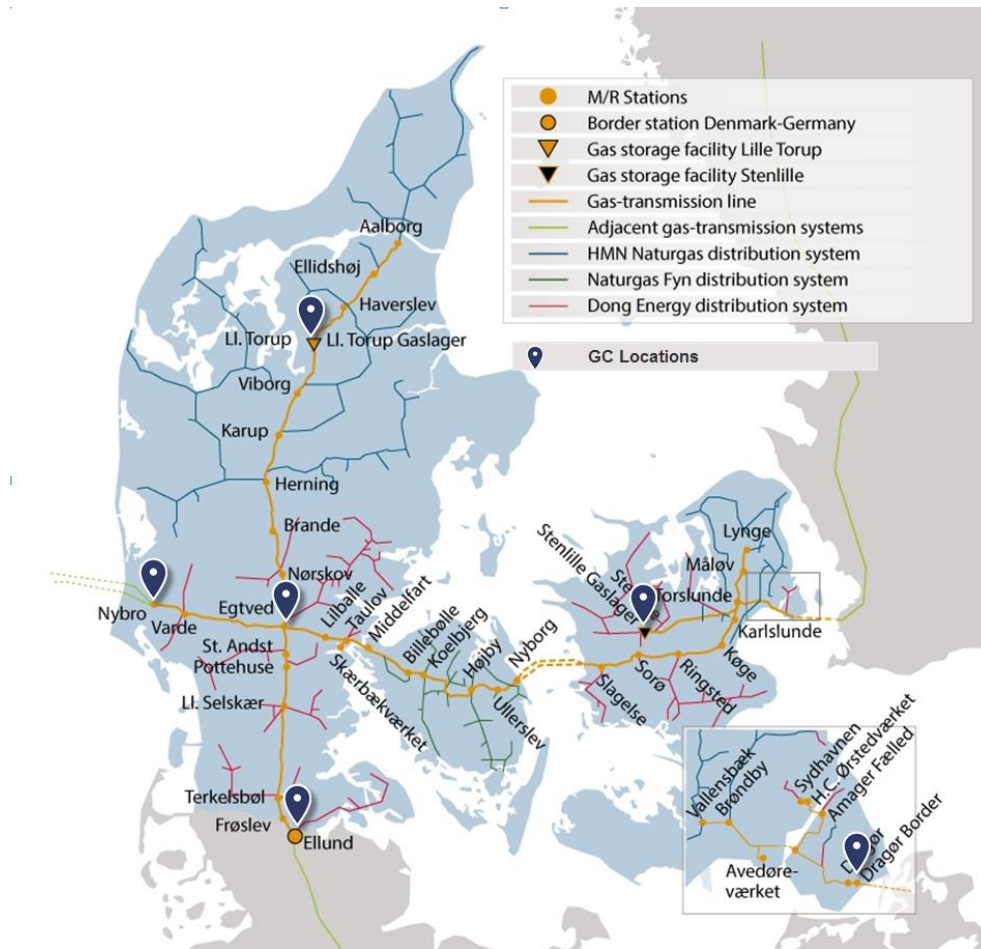 M/R Stations
Border station Denmark-Germany
Gas storage facility Lille Torup
Gas storage facility Stenlille
Gas-transmission line
Adjacent gas-transmission systems
HMN Naturgas distribution system
Naturgas Fyn distribution system
Dong Energy distribution system
GC Locations
Aalborg
Ellidshøj
Haverslev
Ll. Torup
Ll. Torup Gaslager
Viborg
Karup
Herning
Brande
Nørskov
Nybro
Varde
Egtved
Lilballe
Taulov
Middelfart
St. Andst
Pottehuse
Skærbækværket
Billebølle
Koelbjerg
Højby
Nyborg
Ullerslev
Ll. Selskær
Terkelsbøl
Frøslev
Ellund
Stenlille Gaslager
Lynge
Måløv
Torslunde
Karlslunde
Køge
Ringsted
Sorø
Slagelse
Vallensbæk
Brøndby
Avedøre-
værket
Sydhavnen
H.C. Ørstedværket
Amager Fælled
Dragør Border